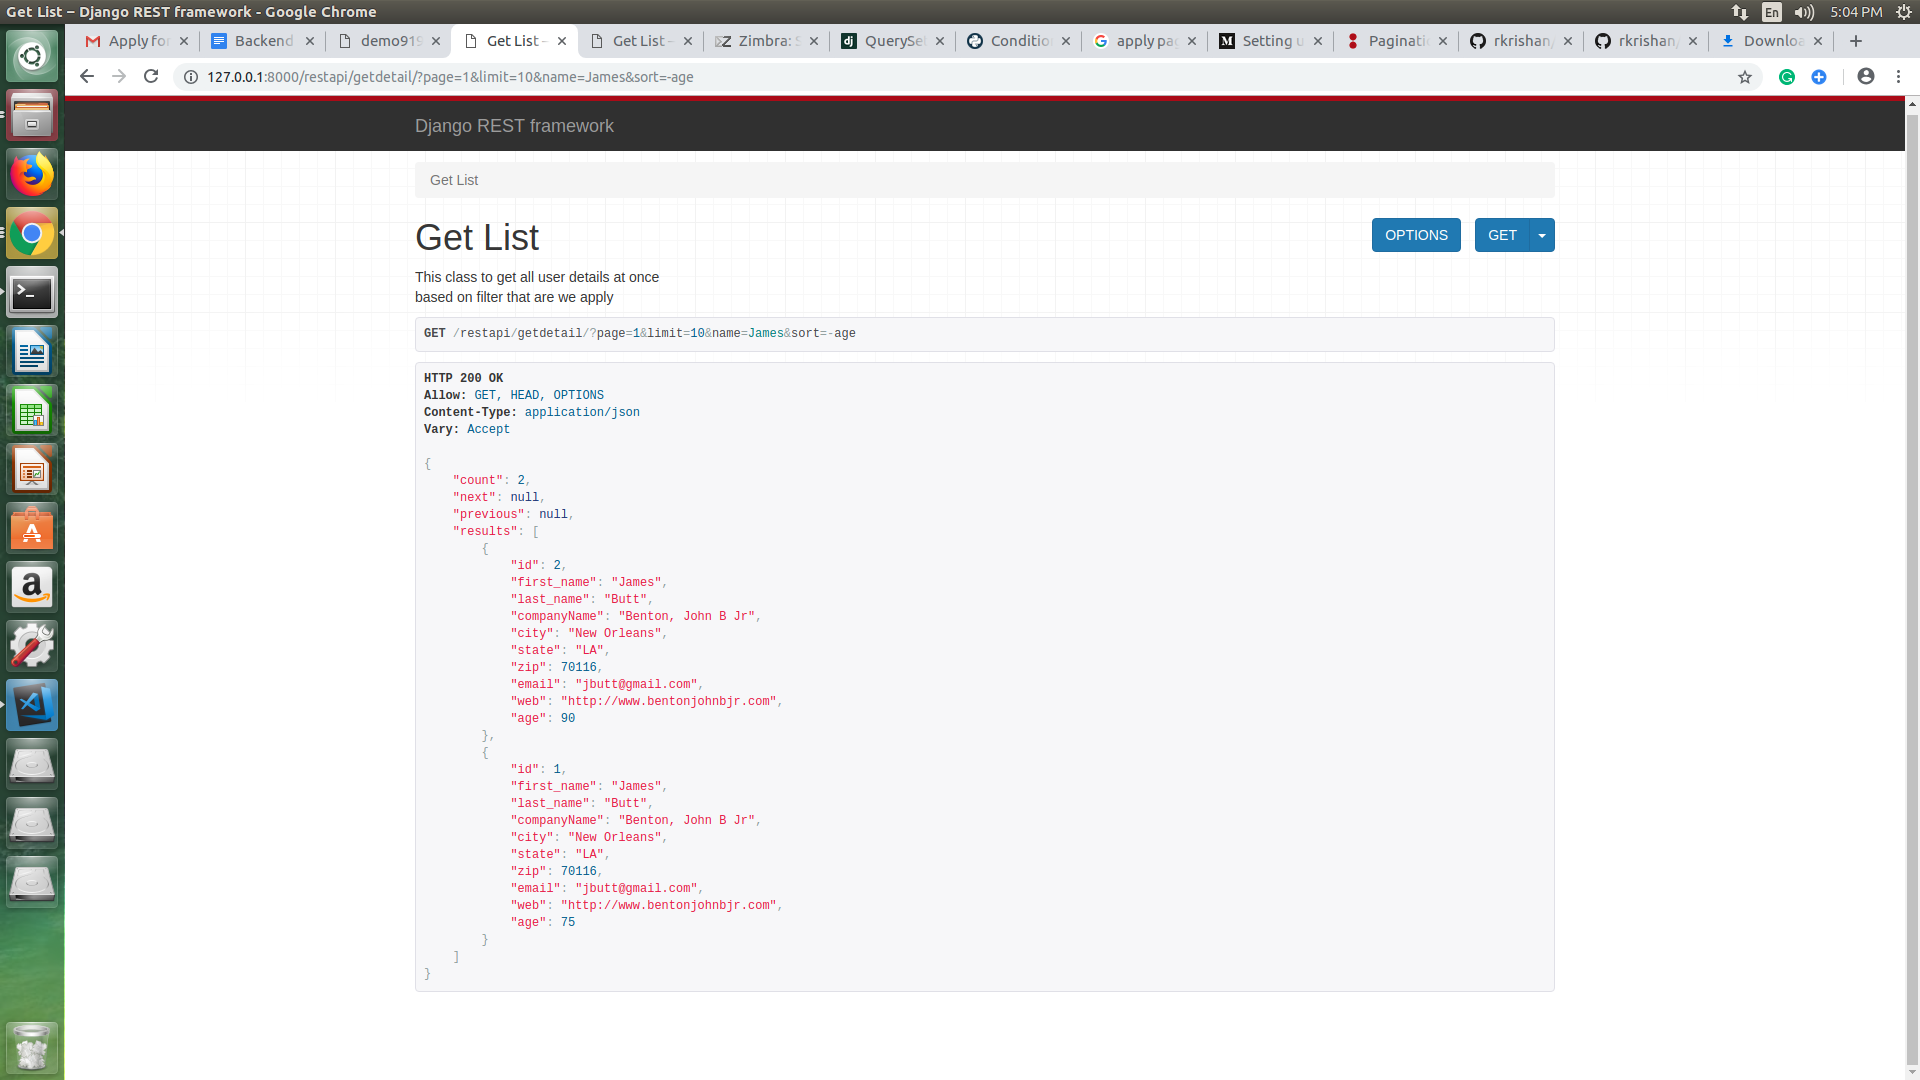 Get List – Django REST framework - Google Chrome
En
5:04 PM
Apply for
Backend
demo919
Get List –
Get List –
Zimbra: S
QuerySet
Conditio
apply pag
Setting u
Paginati
rkrishan
rkrishan
Downloa
127.0.0.1:8000/restapi/getdetail/?page=1&limit=10&name=James&sort=-age
Django REST framework
Get List
Get List
OPTIONS
GET
This class to get all user details at once
based on filter that are we apply
GET /restapi/getdetail/?page=1&limit=10&name=James&sort=-age
HTTP 200 OK
Allow: GET, HEAD, OPTIONS
Content-Type: application/json
Vary: Accept
{
"count": 2,
"next": null,
"previous": null,
"results": [
{
"id": 2,
"first_name": "James",
"last_name": "Butt",
"companyName": "Benton, John B Jr",
"city": "New Orleans",
"state": "LA",
"zip": 70116,
"email": "jbutt@gmail.com",
"web": "http://www.bentonjohnbjr.com",
"age": 90
},
{
"id": 1,
"first_name": "James",
"last_name": "Butt",
"companyName": "Benton, John B Jr",
"city": "New Orleans",
"state": "LA",
"zip": 70116,
"email": "jbutt@gmail.com",
"web": "http://www.bentonjohnbjr.com",
"age": 75
}
]
}